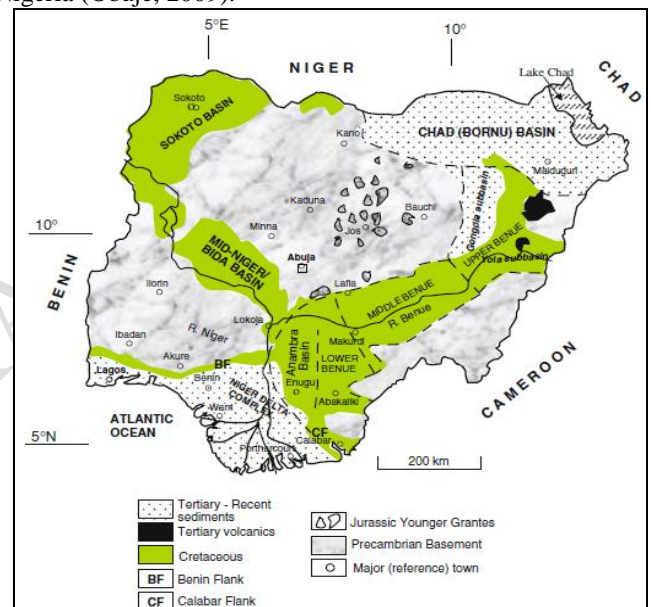 Nigeria (Obaje, 2009).
5°E
10°
NIGER
Lake Chad
CHAD
Sokoto
SOKOTO BASIN
Kano
CHAD (BORNU) BASIN
Maiduguri
Kaduna
Bauchi
Gongola subbasin
10°
Minna
Jos
MID-NIGER/
BIDA BASIN
Abuja
UPPER BENUE
Yola subbasin
BENIN
Ilorin
Lafia
MIDDLE BENUE
R. Benue
R. Niger
Lokoja
Makurdi
Ibadan
Akure
Anambra
Basin
LOWER
BENUE
CAMEROON
Lagos
BF
Benin
NIGER DELTA
COMPLEX
Enugu
Abakaliki
Warri
ATLANTIC
OCEAN
CF
Calabar
5°N
Portharcourt
200 km
Tertiary - Recent
sediments
Tertiary volcanics
Cretaceous
BF Benin Flank
CF Calabar Flank
Jurassic Younger Grantes
Precambrian Basement
Major (reference) town